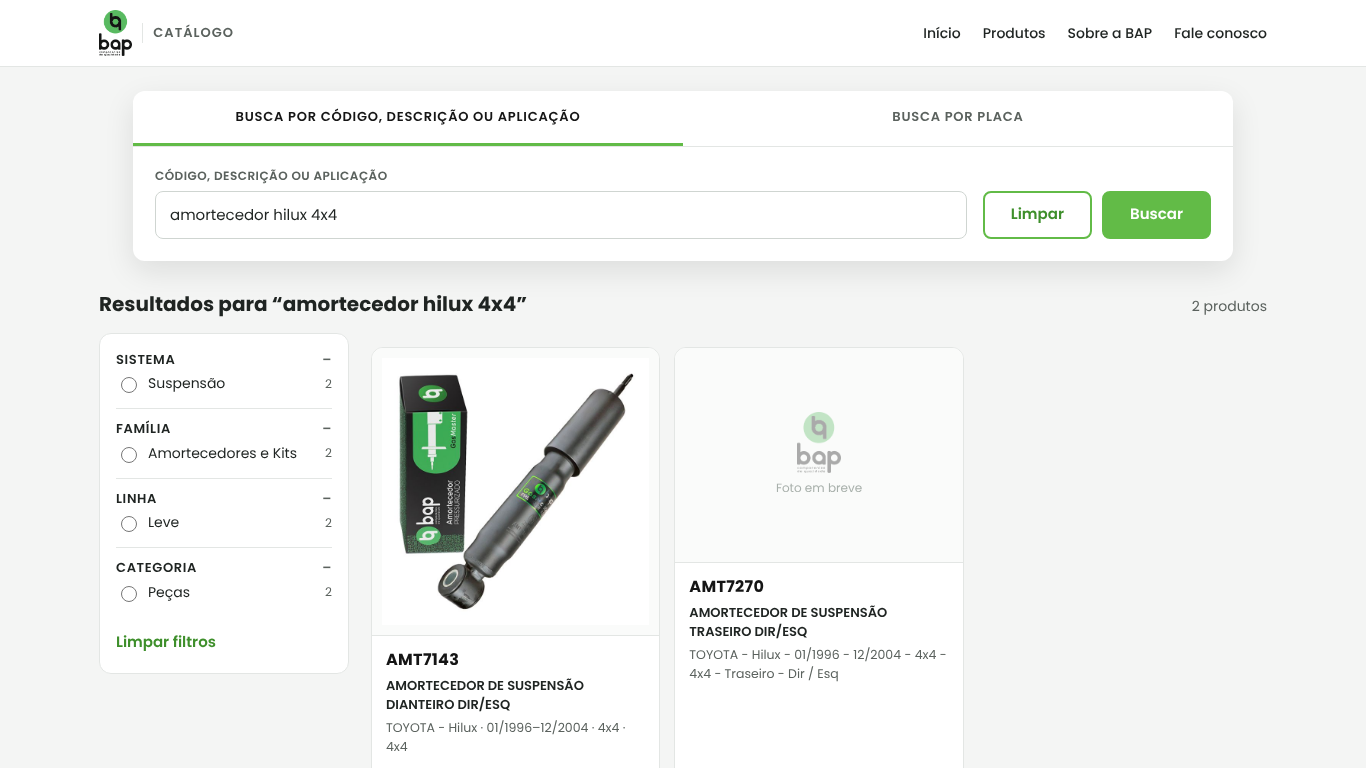 bap
CATÁLOGO
Início
Produtos
Sobre a BAP
Fale conosco
BUSCA POR CÓDIGO, DESCRIÇÃO OU APLICAÇÃO
BUSCA POR PLACA
CÓDIGO, DESCRIÇÃO OU APLICAÇÃO
amortecedor hilux 4x4
Limpar
Buscar
Resultados para “amortecedor hilux 4x4”
2 produtos
SISTEMA −
Suspensão 2
FAMÍLIA −
Amortecedores e Kits 2
LINHA −
Leve 2
CATEGORIA −
Peças 2
Limpar filtros
Gás Master
bap
Amortecedor
PRESSURIZADO
AMT7143
AMORTECEDOR DE SUSPENSÃO
DIANTEIRO DIR/ESQ
TOYOTA - Hilux · 01/1996–12/2004 · 4x4 ·
4x4
bap
Foto em breve
AMT7270
AMORTECEDOR DE SUSPENSÃO
TRASEIRO DIR/ESQ
TOYOTA - Hilux - 01/1996 - 12/2004 - 4x4 -
4x4 - Traseiro - Dir / Esq